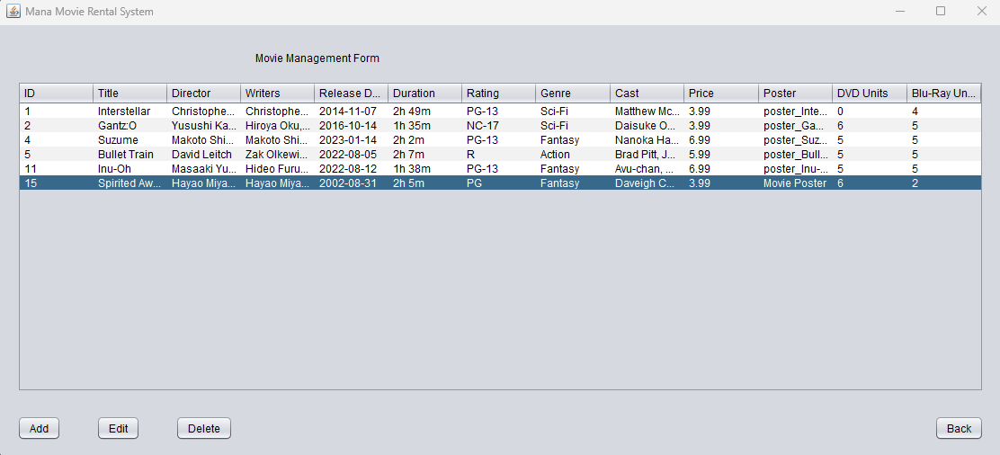 Mana Movie Rental System
Movie Management Form
ID Title Director Writers Release D... Duration Rating Genre Cast Price Poster DVD Units Blu-Ray Un...
1 Interstellar Christophe... Christophe... 2014-11-07 2h 49m PG-13 Sci-Fi Matthew Mc... 3.99 poster_Inte... 0 4
2 Gantz:O Yusushi Ka... Hiroya Oku,... 2016-10-14 1h 35m NC-17 Sci-Fi Daisuke O... 3.99 poster_Ga... 6 5
4 Suzume Makoto Shi... Makoto Shi... 2023-01-14 2h 2m PG-13 Fantasy Nanoka Ha... 6.99 poster_Suz... 5 5
5 Bullet Train David Leitch Zak Olkewi... 2022-08-05 2h 7m R Action Brad Pitt, J... 5.99 poster_Bull... 5 5
11 Inu-Oh Masaaki Yu... Hideo Furu... 2022-08-12 1h 38m PG-13 Fantasy Avu-chan, ... 6.99 poster_Inu-... 5 5
15 Spirited Aw... Hayao Miya... Hayao Miya... 2002-08-31 2h 5m PG Fantasy Daveigh C... 3.99 Movie Poster 6 2
Add Edit Delete Back